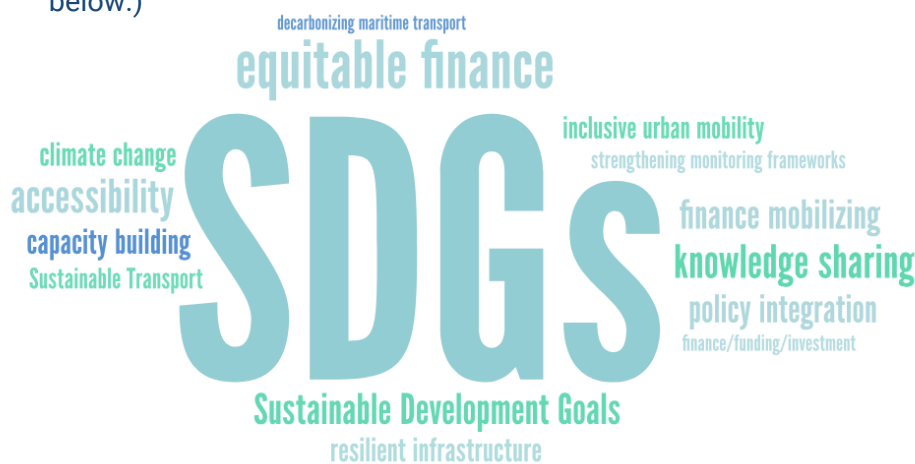 below.)
decarbonizing maritime transport
equitable finance
SDGs
inclusive urban mobility
strengthening monitoring frameworks
climate change
accessibility
capacity building
Sustainable Transport
finance mobilizing
knowledge sharing
policy integration
finance/funding/investment
Sustainable Development Goals
resilient infrastructure